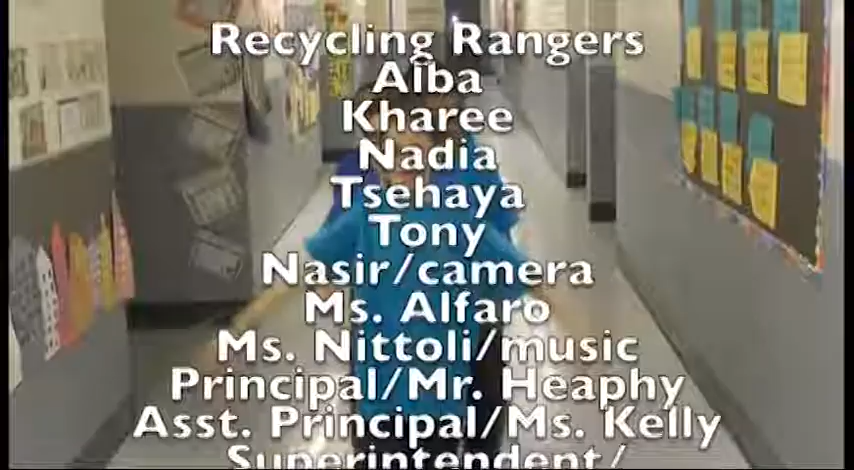 Recycling Rangers
Alba
Kharee
Nadia
Tsehaya
Tony
Nasir/camera
Ms. Alfaro
Ms. Nittoli/music
Principal/Mr. Heaphy
Asst. Principal/Ms. Kelly
Superintendent/